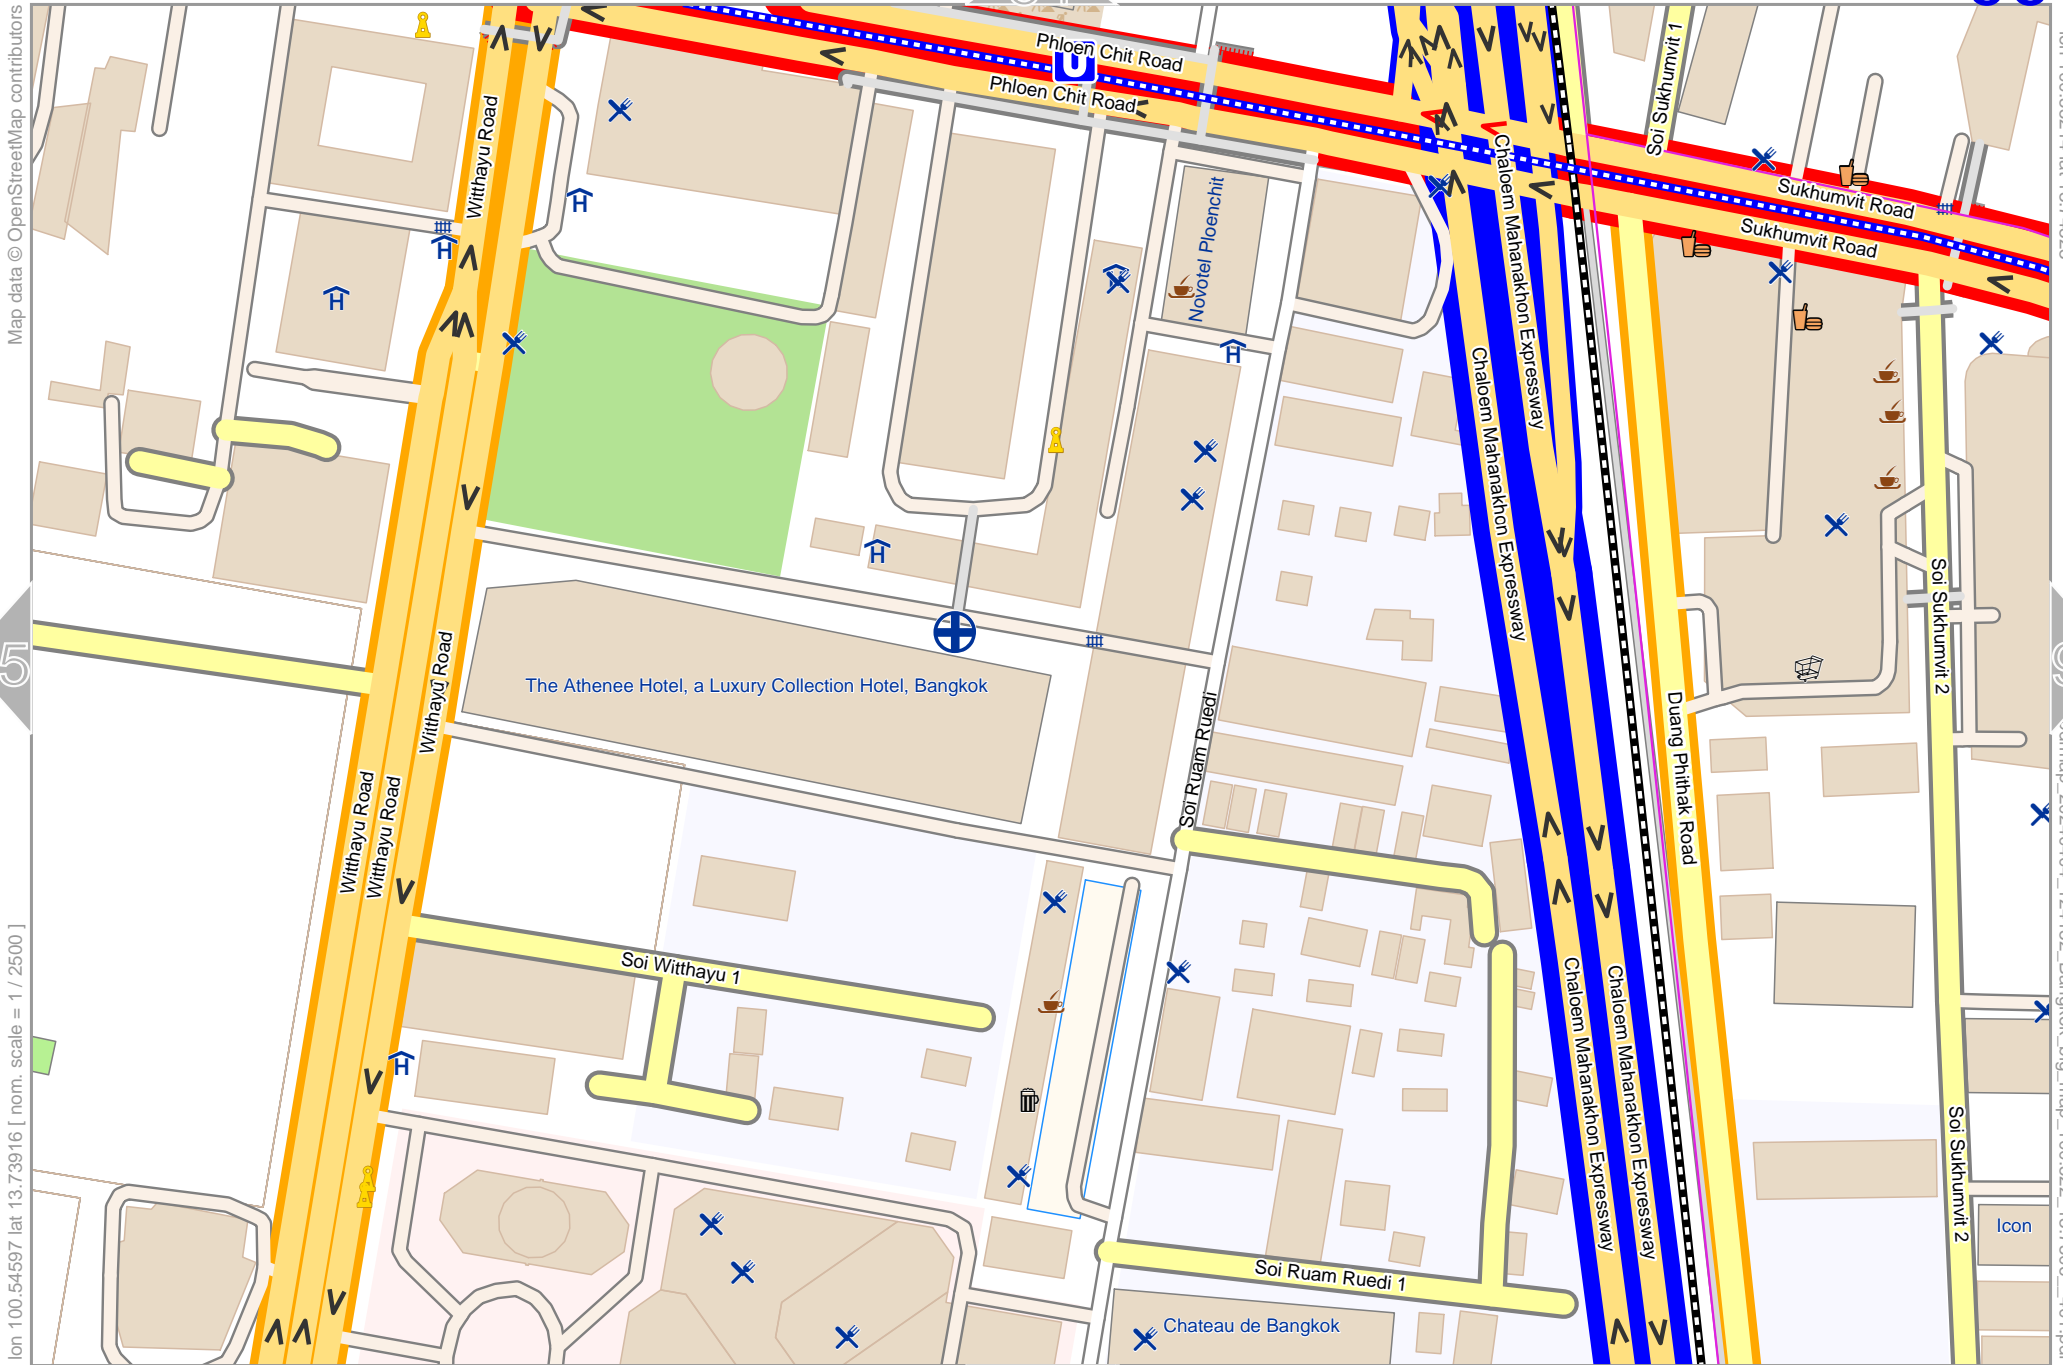 Phloen Chit Road
Phloen Chit Road
Soi Sukhumvit 1
Witthayu Road
Chaloem Mahanakhon Expressway
Sukhumvit Road
Sukhumvit Road
Novotel Ploenchit
Map data © OpenStreetMap contributors
Chaloem Mahanakhon Expressway
5
Soi Sukhumvit 2
Witthayu Road
The Athenee Hotel, a Luxury Collection Hotel, Bangkok
Soi Ruam Ruedi
Duang Phithak Road
Witthayu Road
Witthayu Road
Soi Witthayu 1
Chaloem Mahanakhon Expressway
Chaloem Mahanakhon Expressway
Soi Sukhumvit 2
Icon
Soi Ruam Ruedi 1
Chateau de Bangkok
lon 100.54597 lat 13.73916 [ nom. scale = 1 / 2500 ]